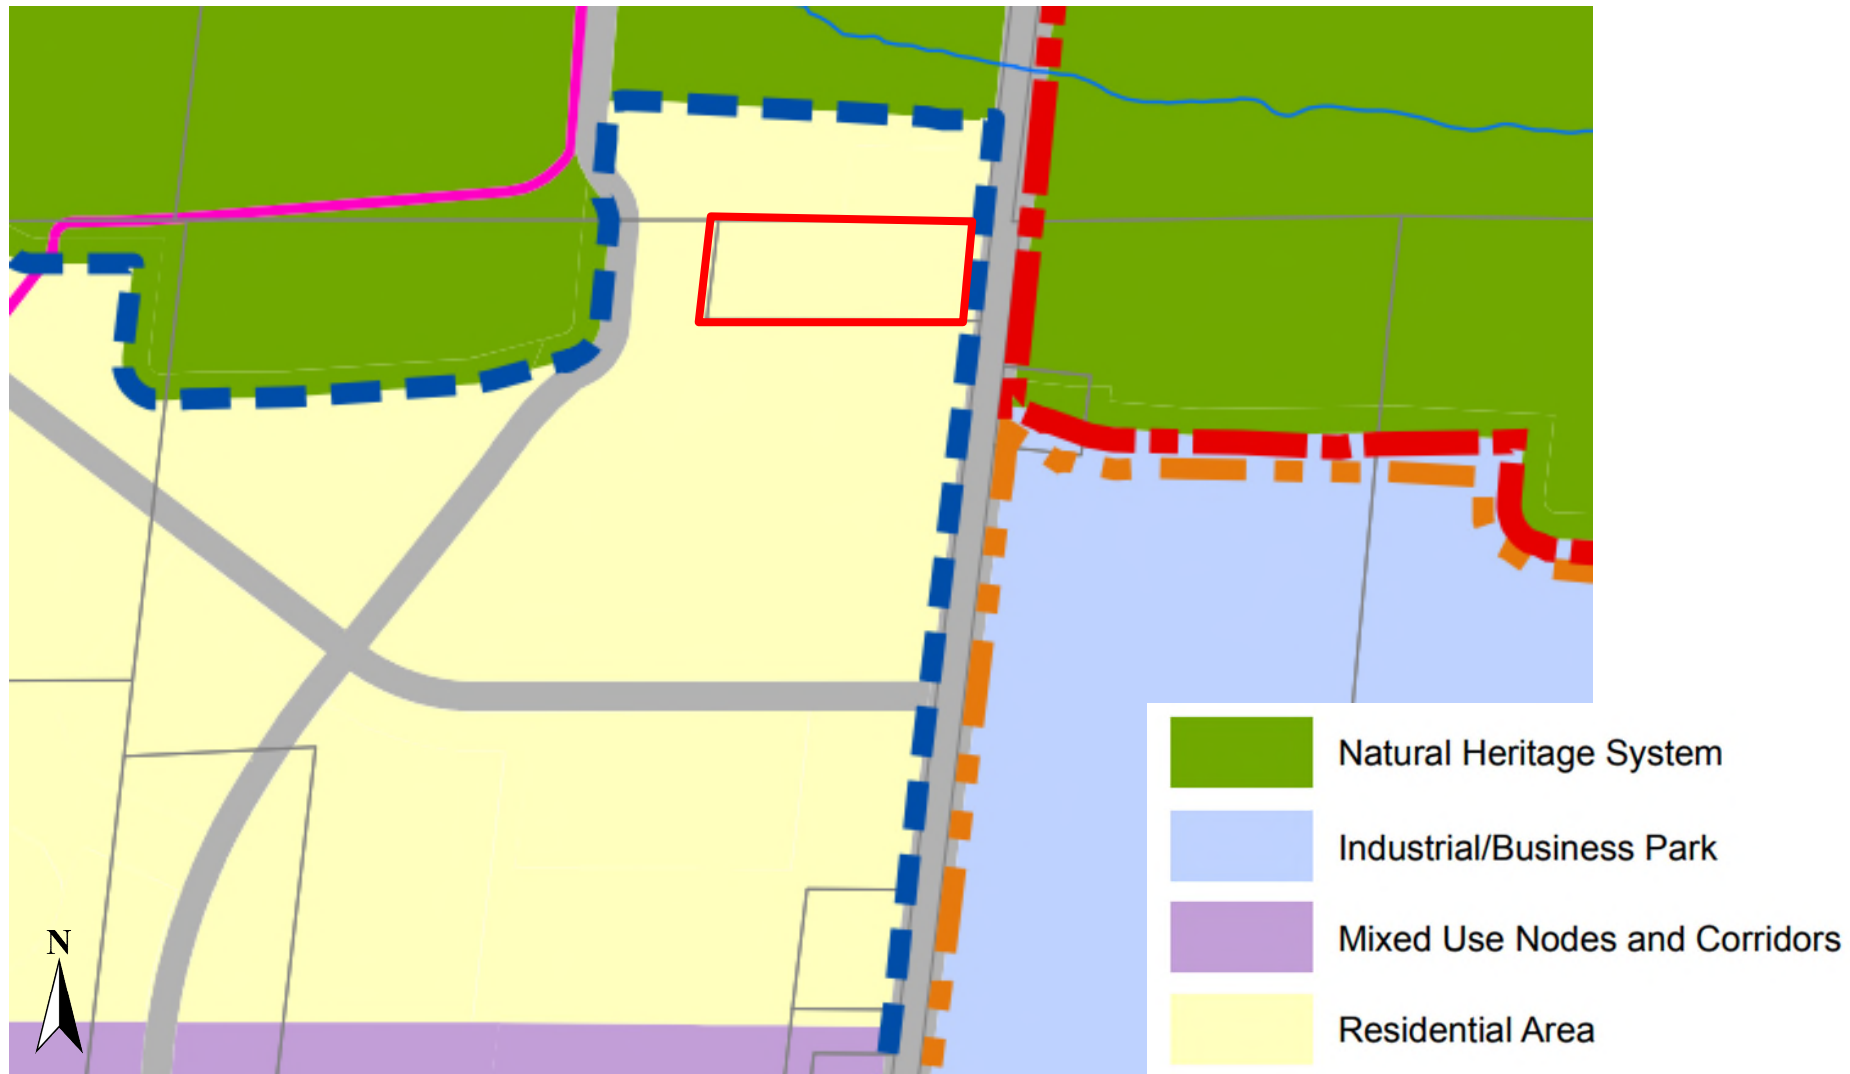 Natural Heritage System
Industrial/Business Park
N
Mixed Use Nodes and Corridors
Residential Area